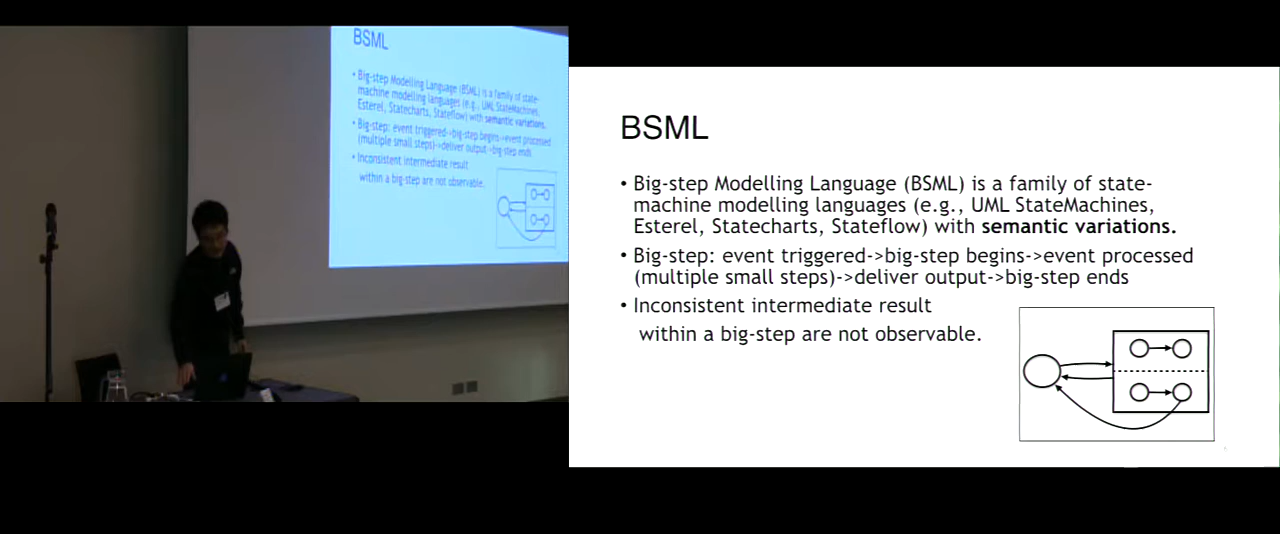 BSML
• Big-step Modelling Language (BSML) is a family of state-
machine modelling languages (e.g., UML StateMachines,
Esterel, Statecharts, Stateflow) with semantic variations.
• Big-step: event triggered->big-step begins->event processed
(multiple small steps)->deliver output->big-step ends
• Inconsistent intermediate result
within a big-step are not observable.
BSML
• Big-step Modelling Language (BSML) is a family of state-
machine modelling languages (e.g., UML StateMachines,
Esterel, Statecharts, Stateflow) with semantic variations.
• Big-step: event triggered->big-step begins->event processed
(multiple small steps)->deliver output->big-step ends
• Inconsistent intermediate result
within a big-step are not observable.